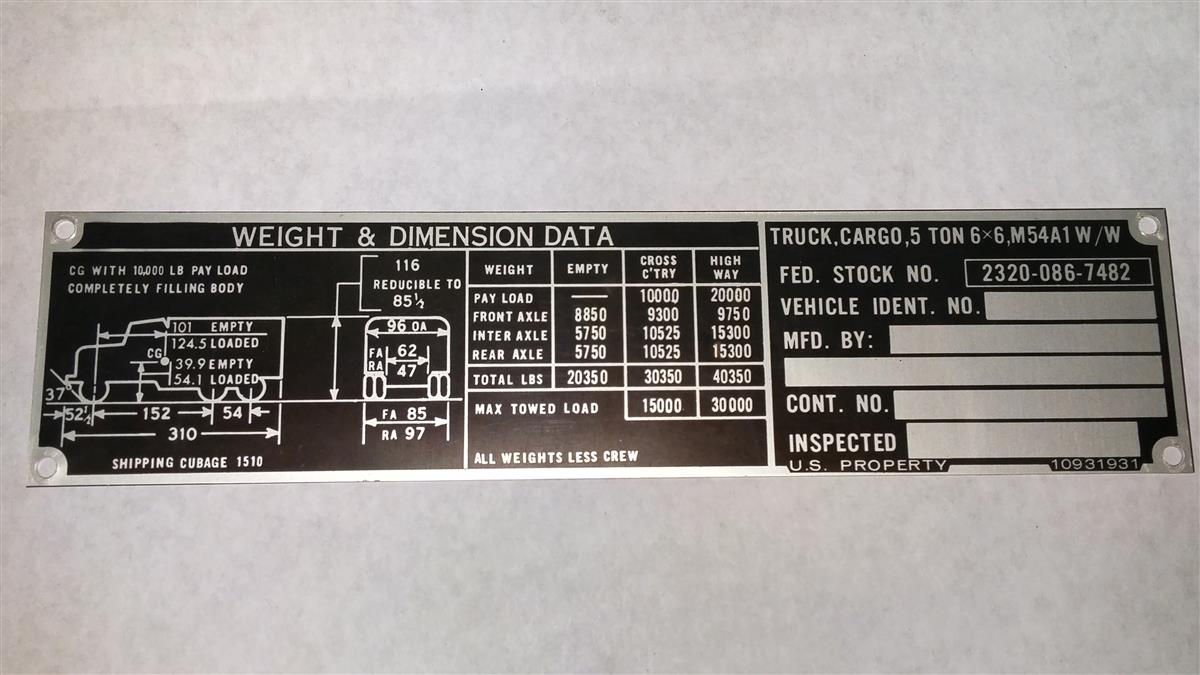 WEIGHT & DIMENSION DATA
CG WITH 10,000 LB PAY LOAD
COMPLETELY FILLING BODY
116
REDUCIBLE TO
85½
101 EMPTY
124.5 LOADED
CG
39.9 EMPTY
54.1 LOADED
37°
52½
152
54
310
96 OA
FA 62
RA 47
FA 85
RA 97
SHIPPING CUBAGE 1510
WEIGHT EMPTY CROSS C'TRY HIGH WAY
PAY LOAD — 10000 20000
FRONT AXLE 8850 9300 9750
INTER AXLE 5750 10525 15300
REAR AXLE 5750 10525 15300
TOTAL LBS 20350 30350 40350
MAX TOWED LOAD 15000 30000
ALL WEIGHTS LESS CREW
TRUCK,CARGO,5 TON 6×6,M54A1 W/W
FED. STOCK NO. 2320-086-7482
VEHICLE IDENT. NO.
MFD. BY:
CONT. NO.
INSPECTED
U.S. PROPERTY 10931931